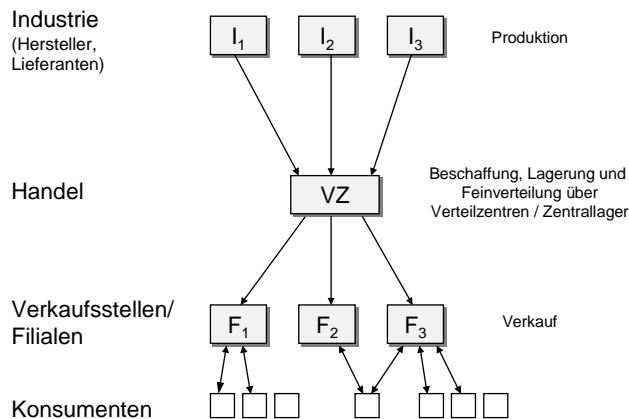 Industrie
(Hersteller,
Lieferanten)
I1 I2 I3
Produktion
Handel
VZ
Beschaffung, Lagerung und
Feinverteilung über
Verteilzentren / Zentrallager
Verkaufsstellen/
Filialen
F1 F2 F3
Verkauf
Konsumenten